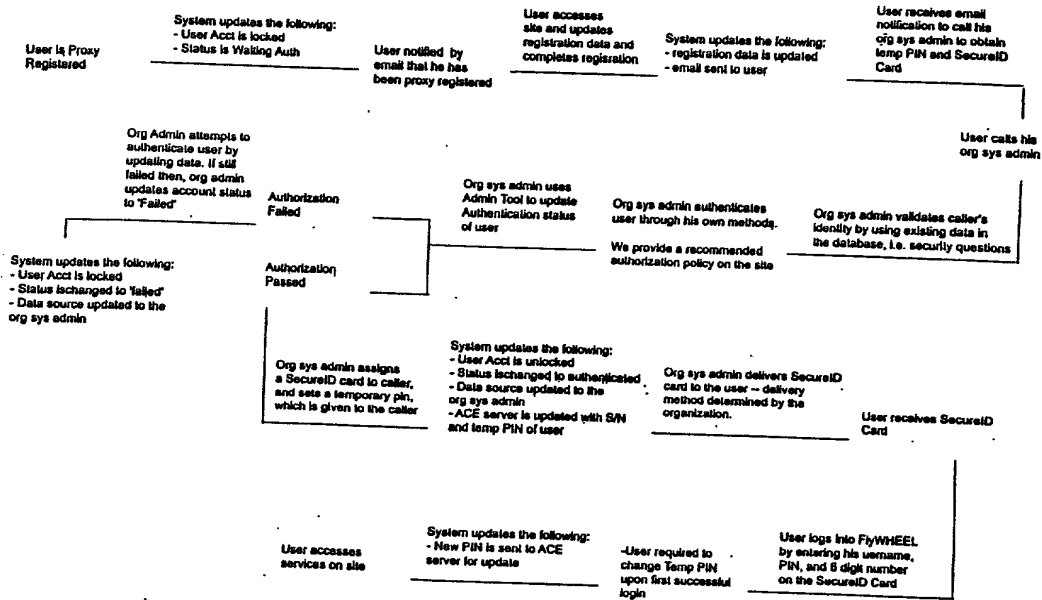 User is Proxy
Registered
System updates the following:
- User Acct is locked
- Status is Waiting Auth
User notified by
email that he has
been proxy registered
User accesses
site and updates
registration data and
completes regisration
System updates the following:
- registration data is updated
- email sent to user
User receives email
notification to call his
org sys admin to obtain
temp PIN and SecureID
Card
User calls his
org sys admin
Org sys admin validates caller's
identity by using existing data in
the database, i.e. security questions
Org sys admin authenticates
user through his own methods.
We provide a recommended
authorization policy on the site
Org sys admin uses
Admin Tool to update
Authentication status
of user
Authorization
Failed
Authorization
Passed
Org Admin attempts to
authenticate user by
updating data. If still
failed then, org admin
updates account status
to 'Failed'
System updates the following:
- User Acct is locked
- Status ischanged to 'failed'
- Data source updated to the
org sys admin
Org sys admin assigns
a SecureID card to caller,
and sets a temporary pin,
which is given to the caller
System updates the following:
- User Acct is unlocked
- Status ischanged to authenticated
- Data source updated to the
org sys admin
- ACE server is updated with S/N
and temp PIN of user
Org sys admin delivers SecureID
card to the user -- delivery
method determined by the
organization.
User receives SecureID
Card
User logs into FlyWHEEL
by entering his username,
PIN, and 6 digit number
on the SecureID Card
-User required to
change Temp PIN
upon first successful
login
System updates the following:
- New PIN is sent to ACE
server for update
User accesses
services on site